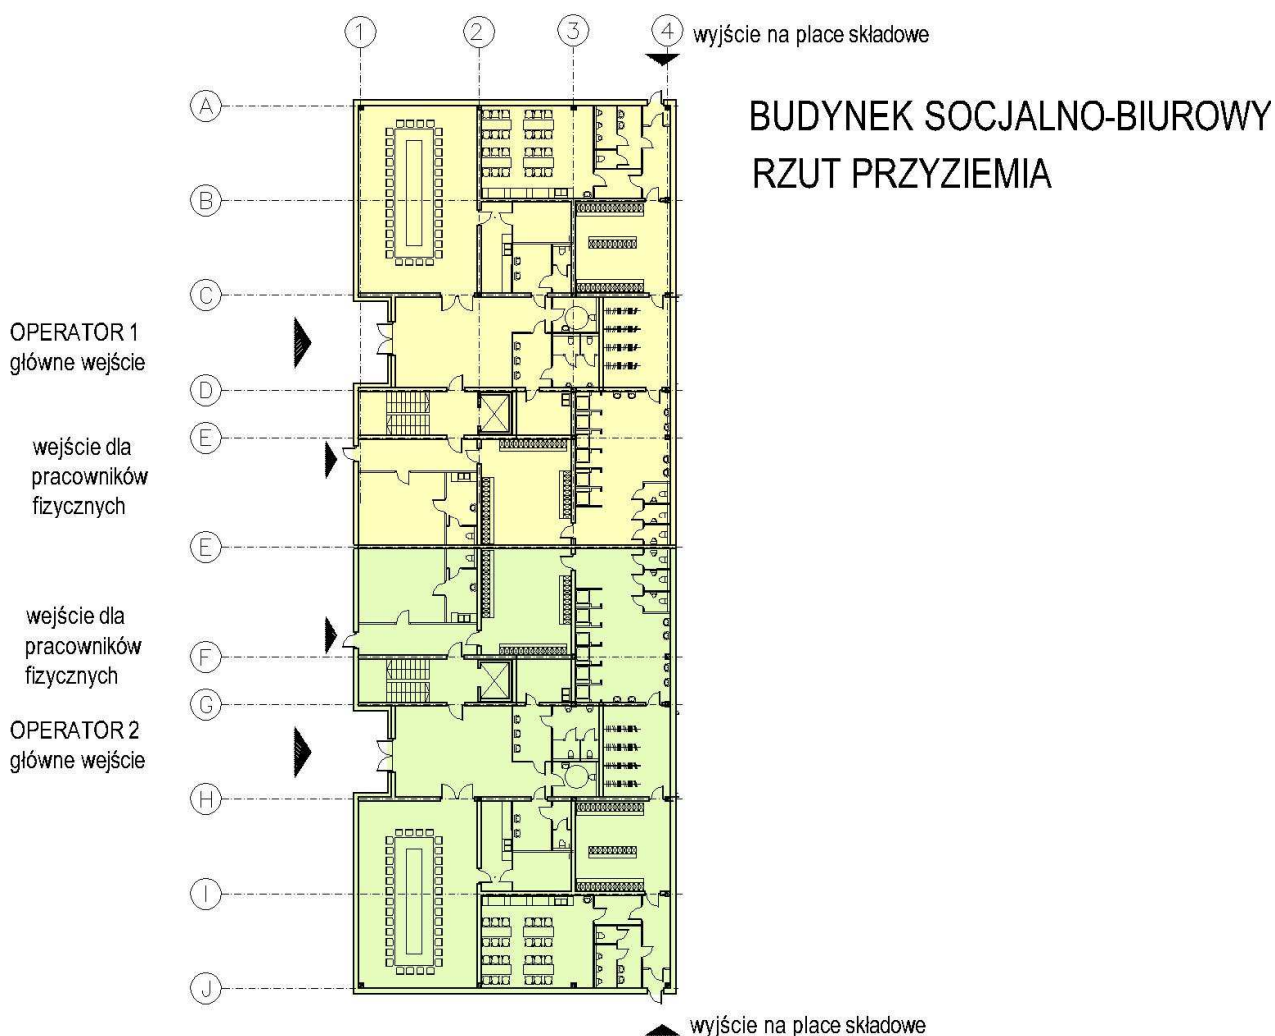 1 2 3 4 wyjście na place składowe
A
BUDYNEK SOCJALNO-BIUROWY
RZUT PRZYZIEMIA
B
C
OPERATOR 1
główne wejście
D
E
wejście dla
pracowników
fizycznych
E
wejście dla
pracowników
fizycznych
F
G
OPERATOR 2
główne wejście
H
I
J
wyjście na place składowe